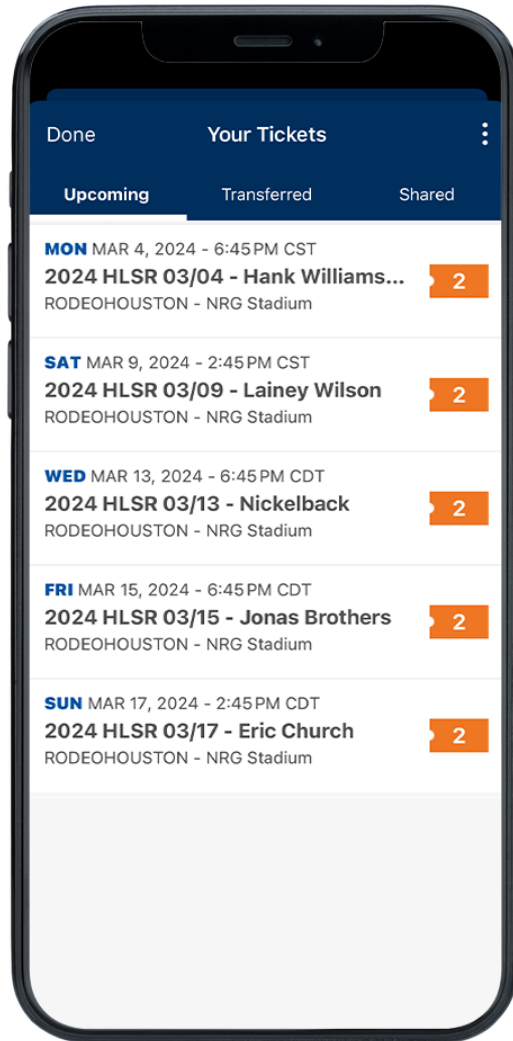 Done
Your Tickets
Upcoming
Transferred
Shared
MON MAR 4, 2024 - 6:45PM CST
2024 HLSR 03/04 - Hank Williams...
2
RODEOHOUSTON - NRG Stadium
SAT MAR 9, 2024 - 2:45PM CST
2024 HLSR 03/09 - Lainey Wilson
2
RODEOHOUSTON - NRG Stadium
WED MAR 13, 2024 - 6:45PM CDT
2024 HLSR 03/13 - Nickelback
2
RODEOHOUSTON - NRG Stadium
FRI MAR 15, 2024 - 6:45PM CDT
2024 HLSR 03/15 - Jonas Brothers
2
RODEOHOUSTON - NRG Stadium
SUN MAR 17, 2024 - 2:45PM CDT
2024 HLSR 03/17 - Eric Church
2
RODEOHOUSTON - NRG Stadium